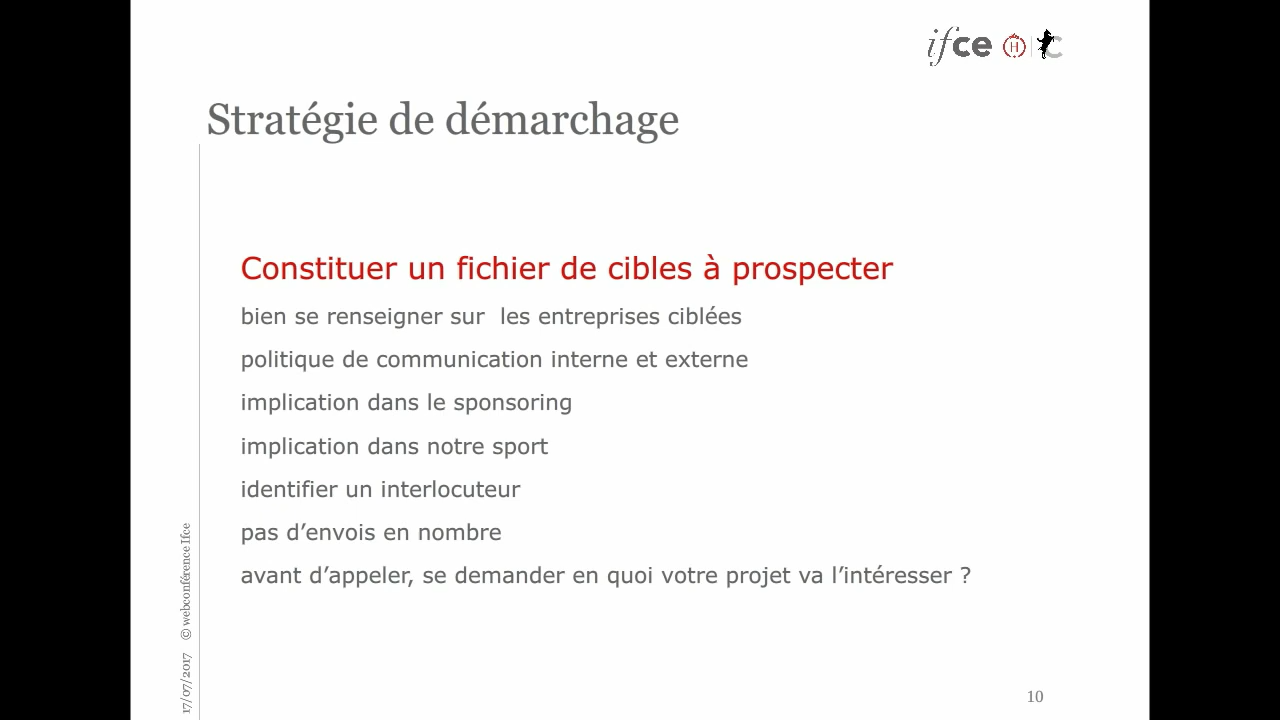 ifce
Stratégie de démarchage
Constituer un fichier de cibles à prospecter
bien se renseigner sur  les entreprises ciblées
politique de communication interne et externe
implication dans le sponsoring
implication dans notre sport
identifier un interlocuteur
pas d’envois en nombre
avant d’appeler, se demander en quoi votre projet va l’intéresser ?
17/07/2017 © webconférence Ifce
10